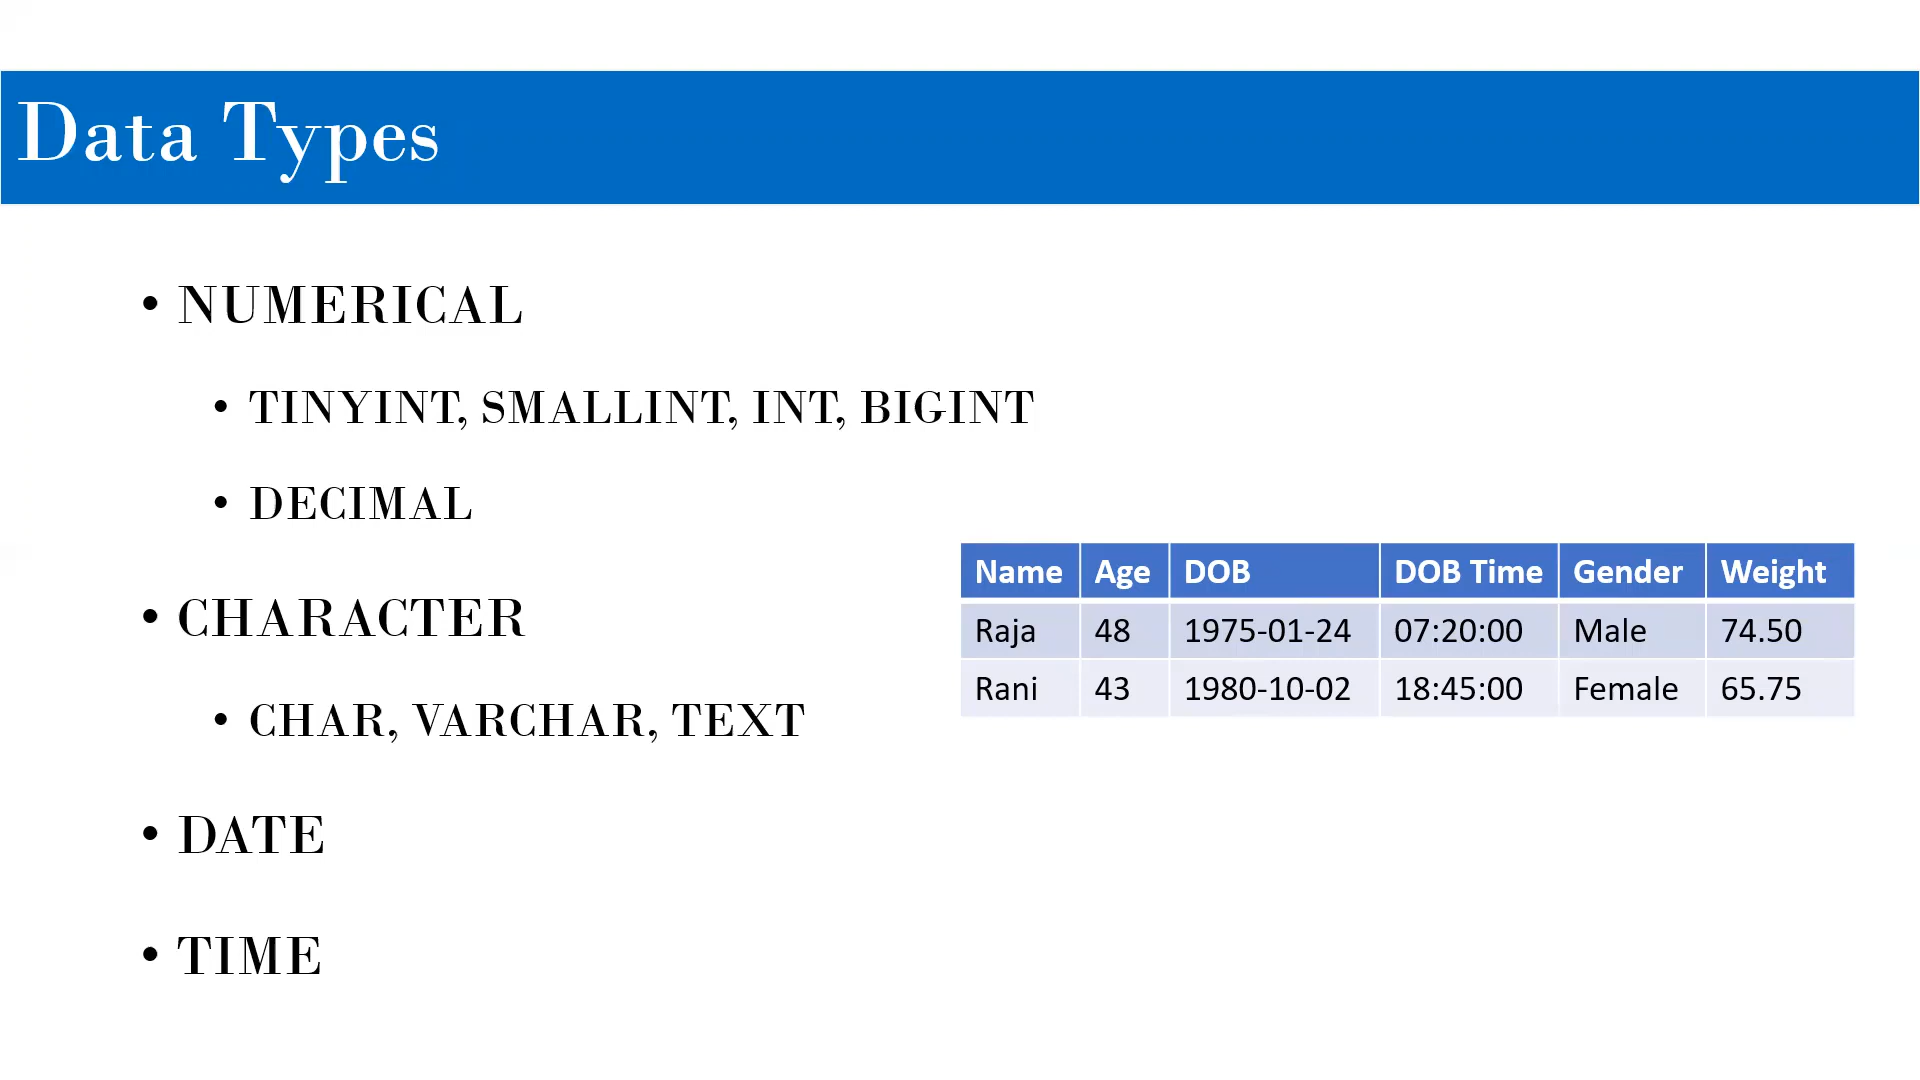 Data Types
• NUMERICAL
• TINYINT, SMALLINT, INT, BIGINT
• DECIMAL
• CHARACTER
• CHAR, VARCHAR, TEXT
• DATE
• TIME
Name Age DOB DOB Time Gender Weight
Raja 48 1975-01-24 07:20:00 Male 74.50
Rani 43 1980-10-02 18:45:00 Female 65.75